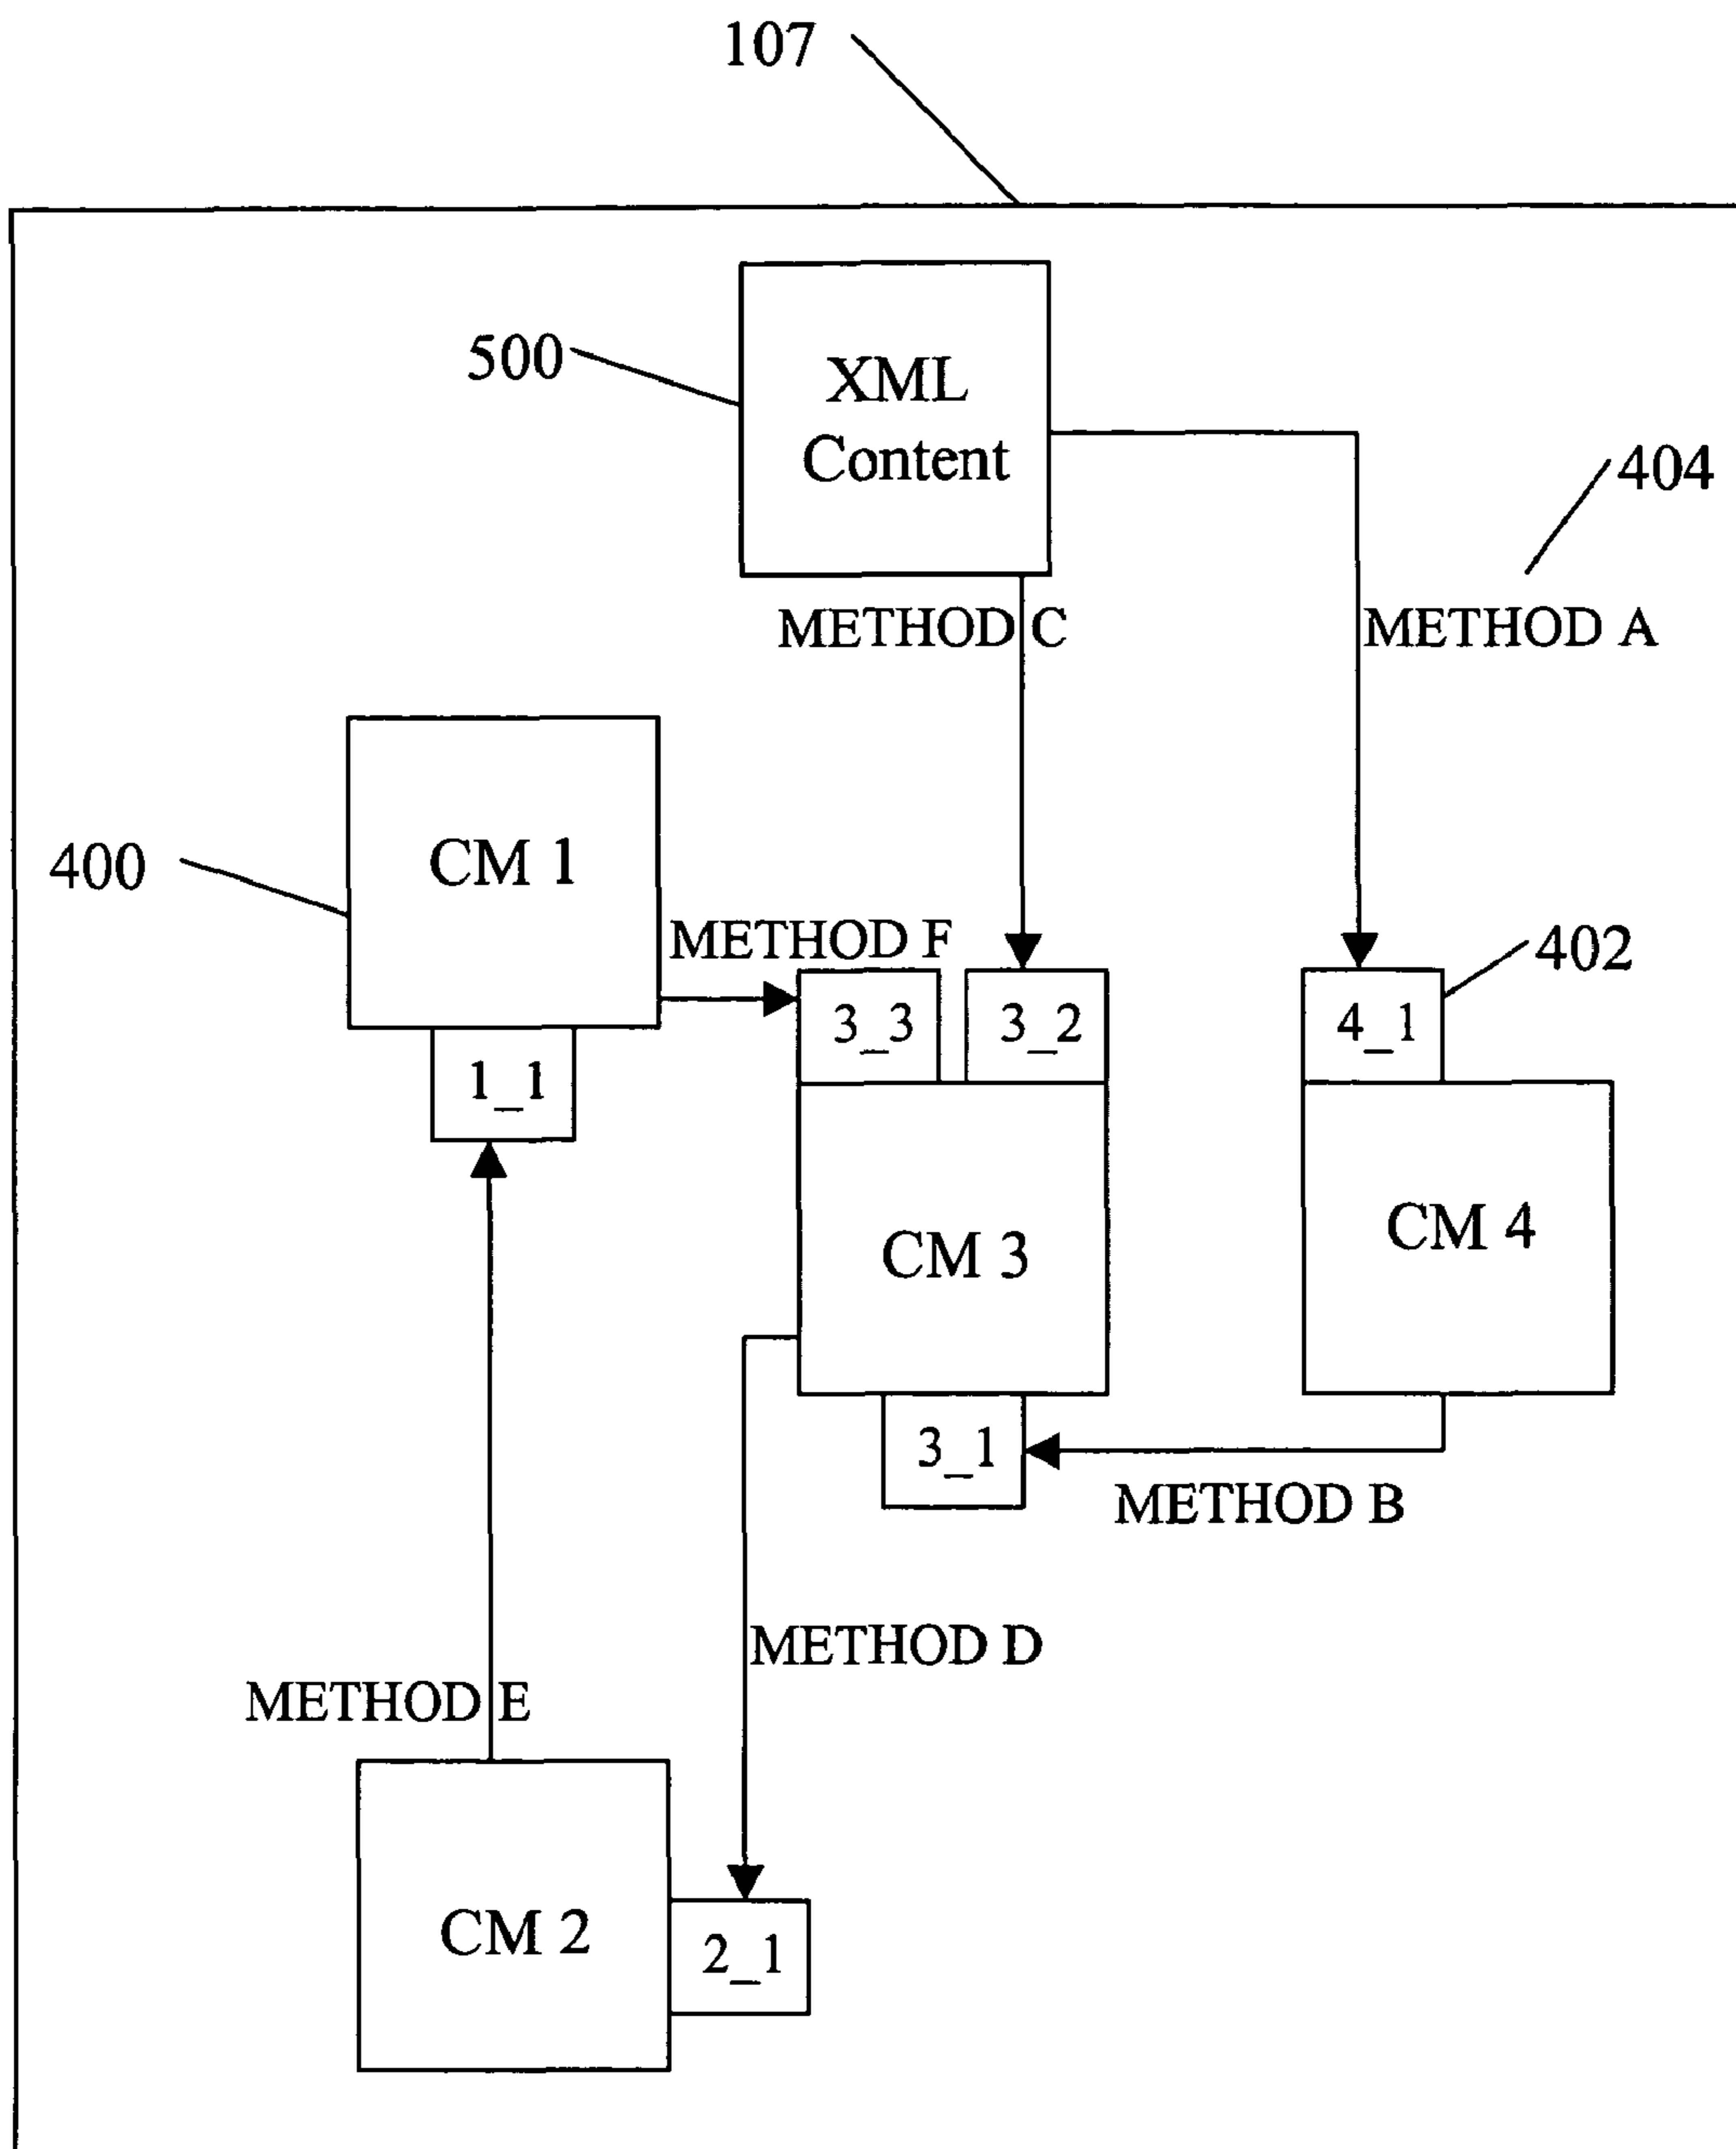 107
500
XML
Content
404
METHOD C
METHOD A
400
CM 1
METHOD F
402
3_3
3_2
4_1
1_1
CM 3
CM 4
3_1
METHOD B
METHOD D
METHOD E
CM 2
2_1